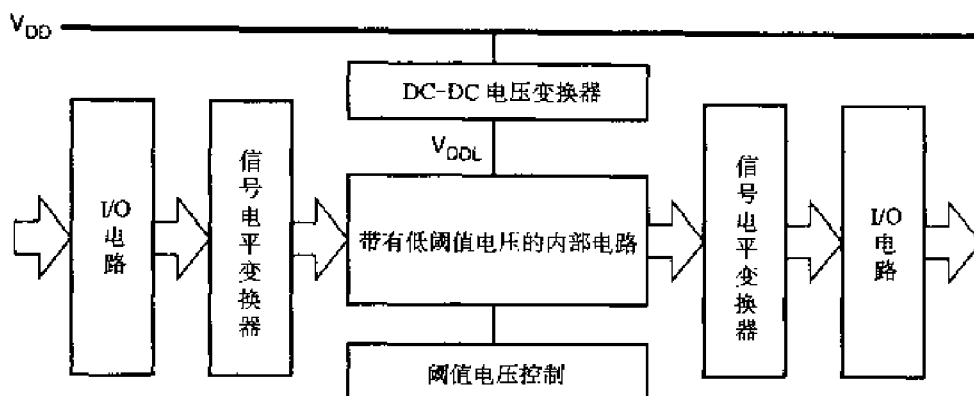 VDD
DC-DC 电压变换器
VDDL
I/O
电
路
信
号
电
平
变
换
器
带有低阈值电压的内部电路
信
号
电
平
变
换
器
I/O
电
路
阈值电压控制